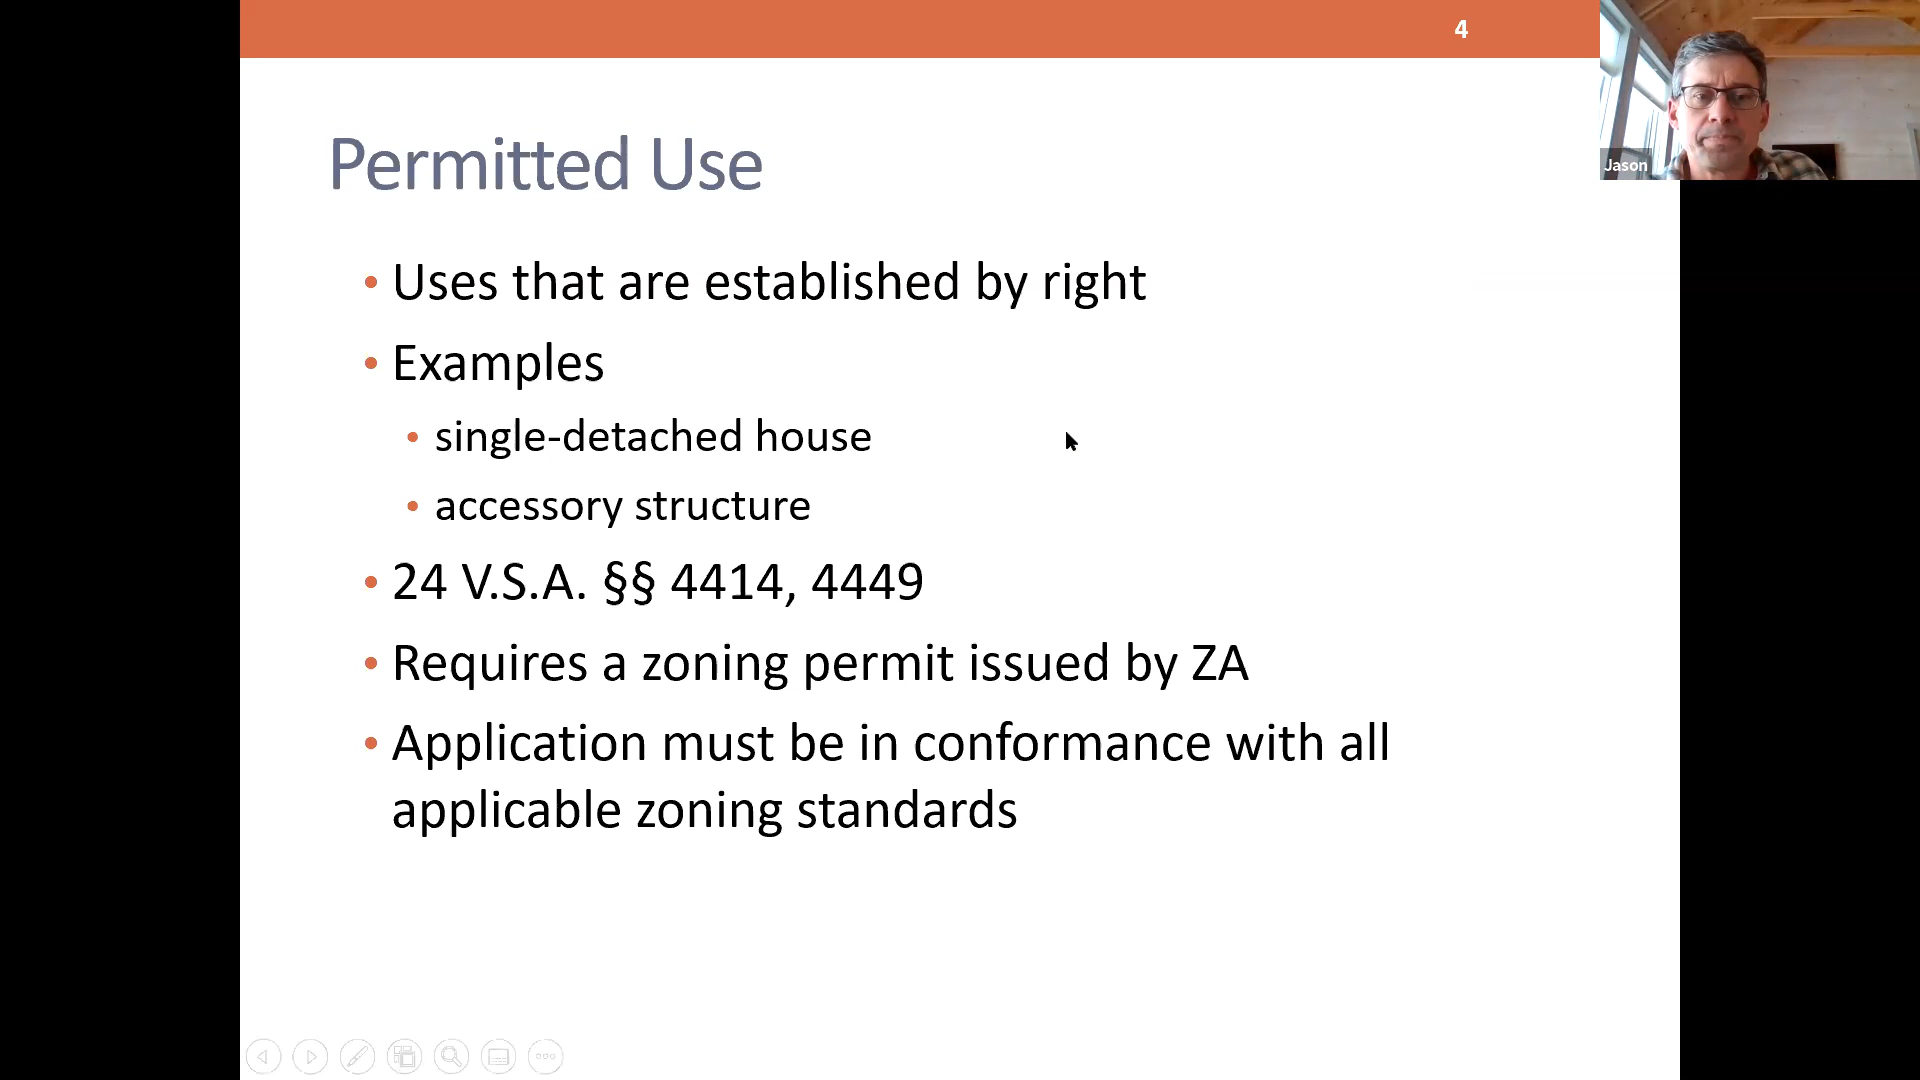 4
Jason
Permitted Use
• Uses that are established by right
• Examples
• single-detached house
• accessory structure
• 24 V.S.A. §§ 4414, 4449
• Requires a zoning permit issued by ZA
• Application must be in conformance with all
applicable zoning standards